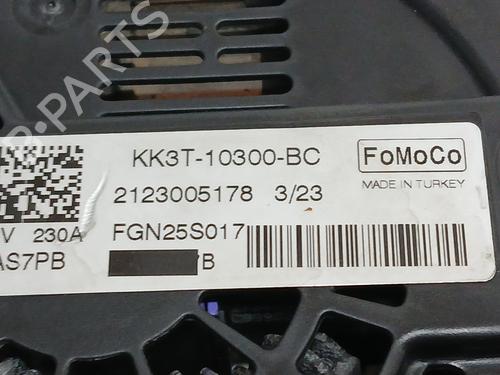 B-PARTS
KK3T-10300-BC
FoMoCo
2123005178 3/23
MADE IN TURKEY
V 230A
FGN25S017
AS7PB
B